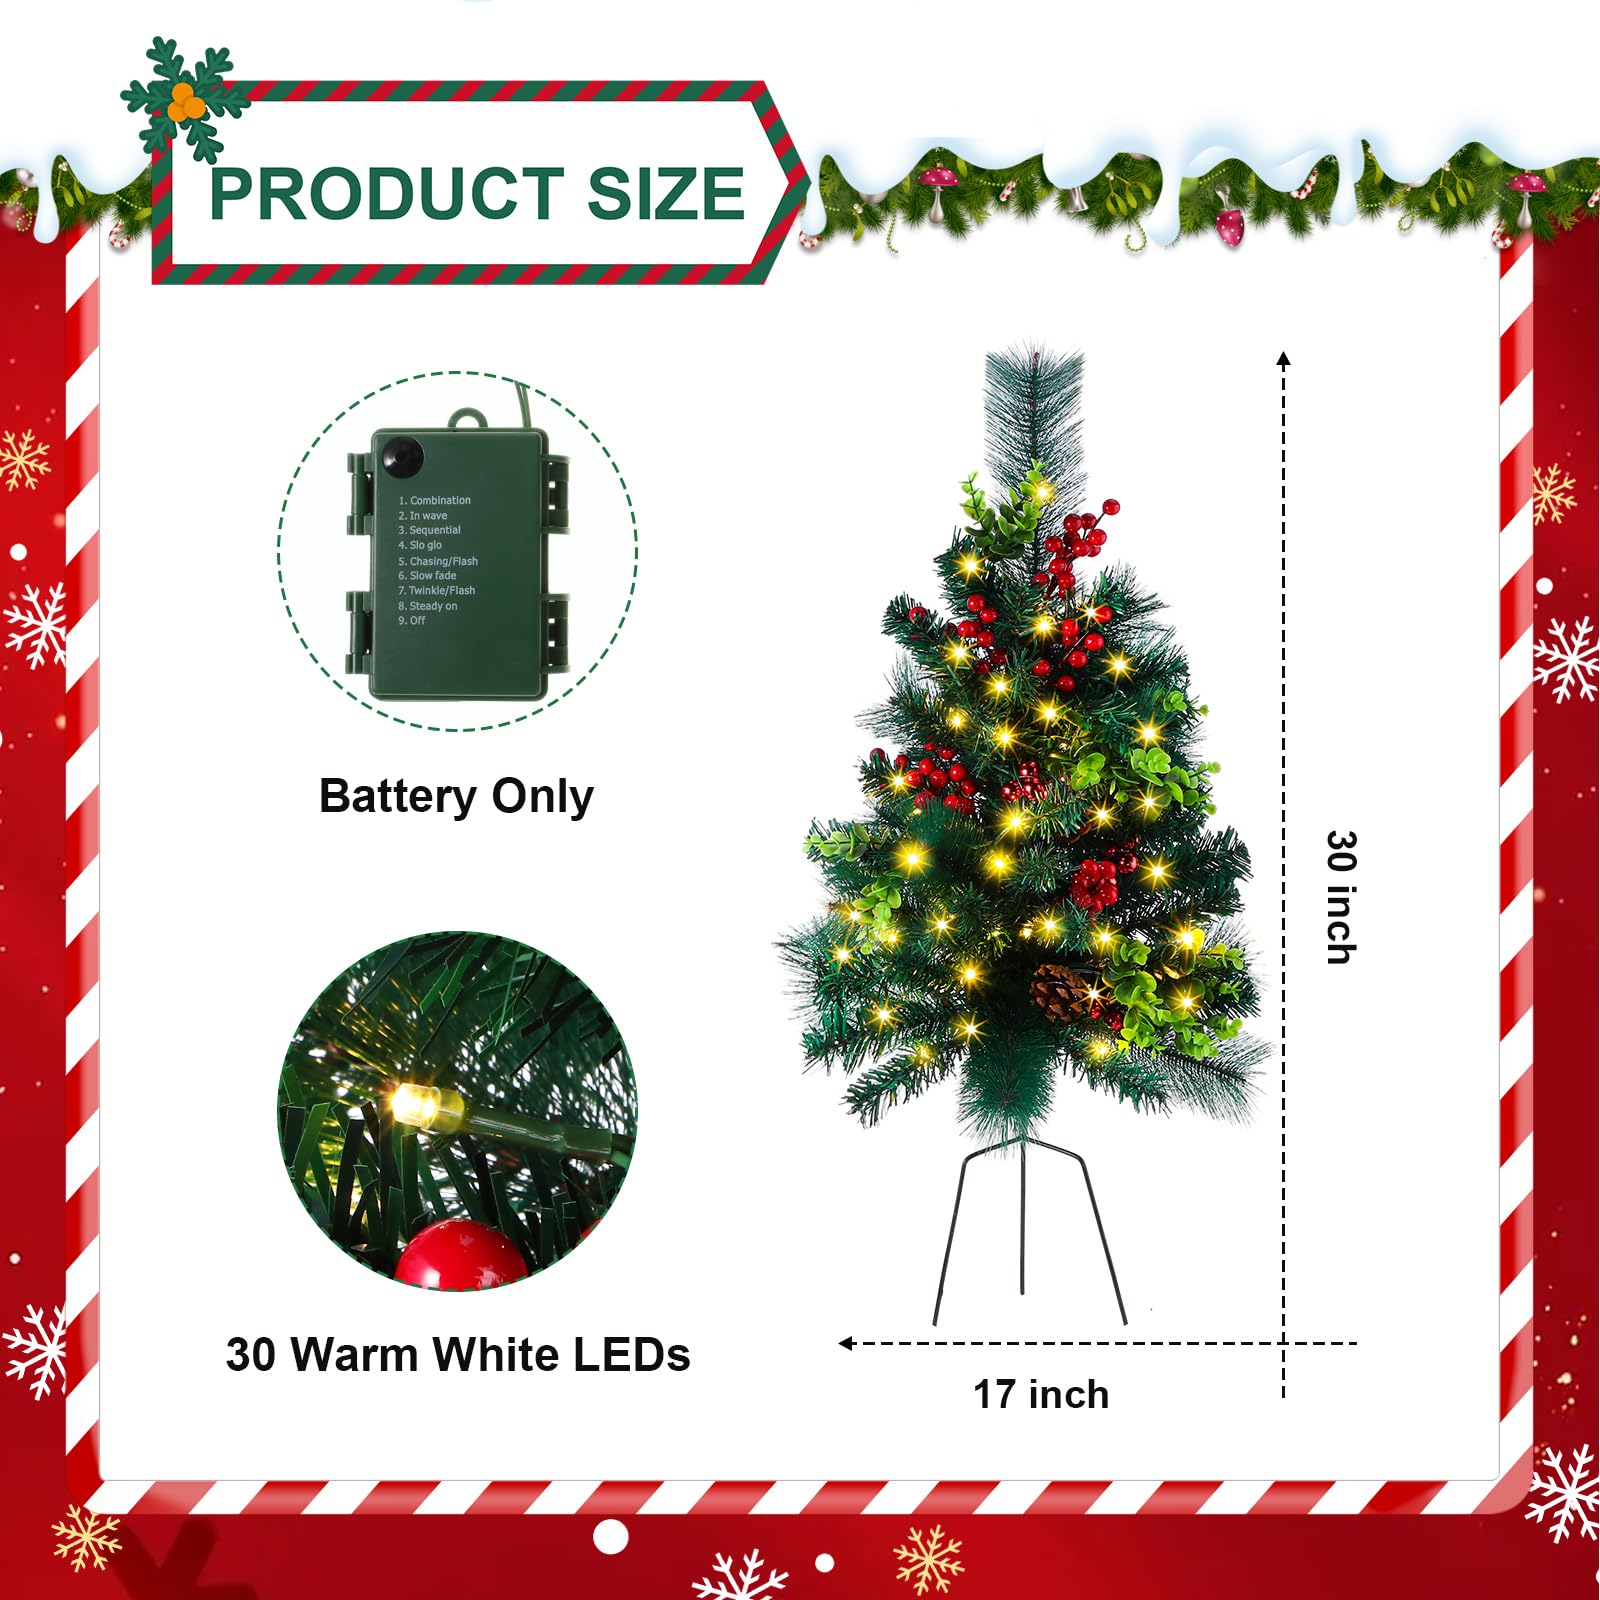 PRODUCT SIZE
1. Combination
2. In wave
3. Sequential
4. Slo glo
5. Chasing/Flash
6. Slow fade
7. Twinkle/Flash
8. Steady on
9. Off
Battery Only
30 Warm White LEDs
30 inch
17 inch